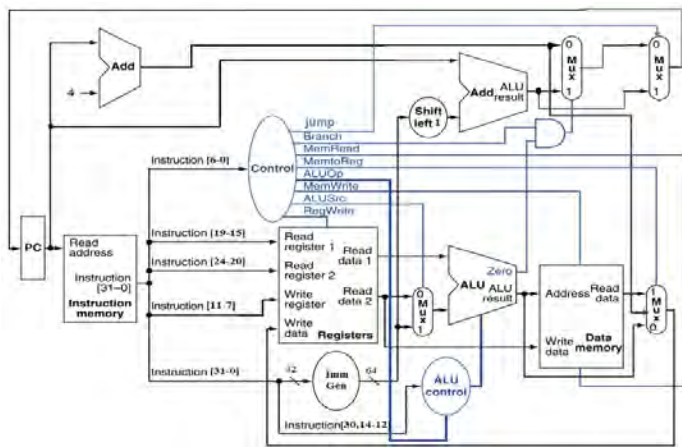 Add
4
0
Mux
1
0
Mux
1
Add
ALU
result
Shift
left 1
jump
Branch
MemRead
MemtoReg
ALUOp
MemWrite
ALUSrc
RegWrite
Control
Instruction [6-0]
PC
Read
address
Instruction
[31-0]
Instruction
memory
Instruction [19-15]
Instruction [24-20]
Instruction [11-7]
Instruction [31-0]
Read
register 1
Read
register 2
Write
register
Write
data
Read
data 1
Read
data 2
Registers
0
Mux
1
Zero
ALU
ALU
result
Address
Read
data
Write
data
Data
memory
1
Mux
0
32
Imm
Gen
64
ALU
control
Instruction[30,14-12]